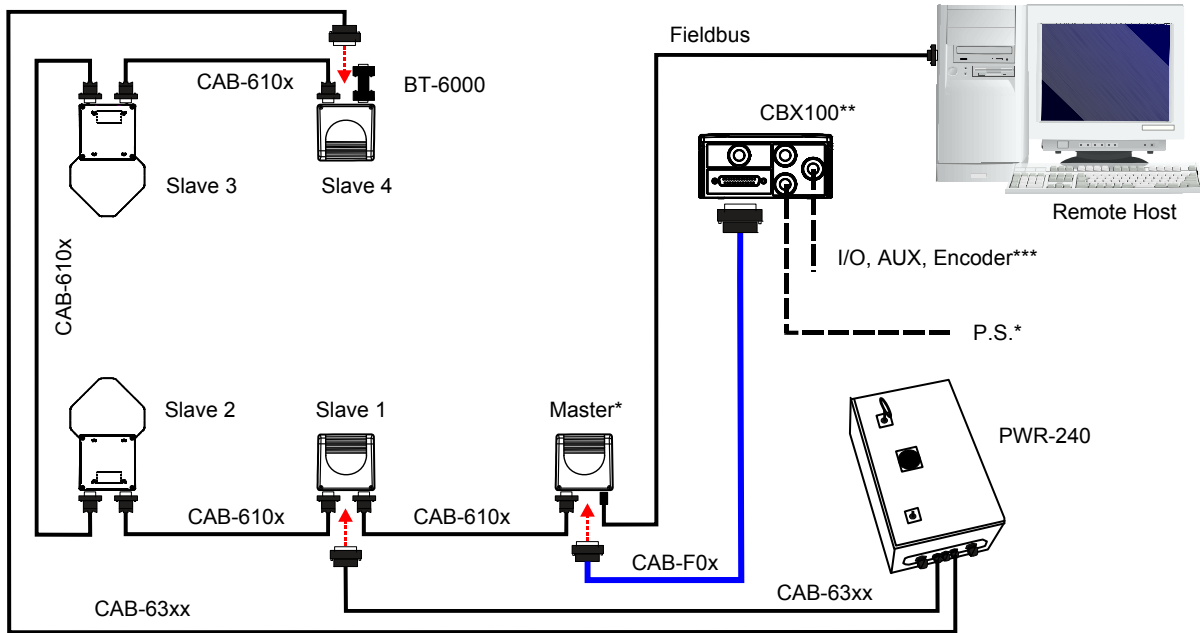 Fieldbus
CAB-610x
BT-6000
CBX100**
Slave 3
Slave 4
Remote Host
CAB-610x
I/O, AUX, Encoder***
P.S.*
Slave 2
Slave 1
Master*
PWR-240
CAB-610x
CAB-610x
CAB-F0x
CAB-63xx
CAB-63xx